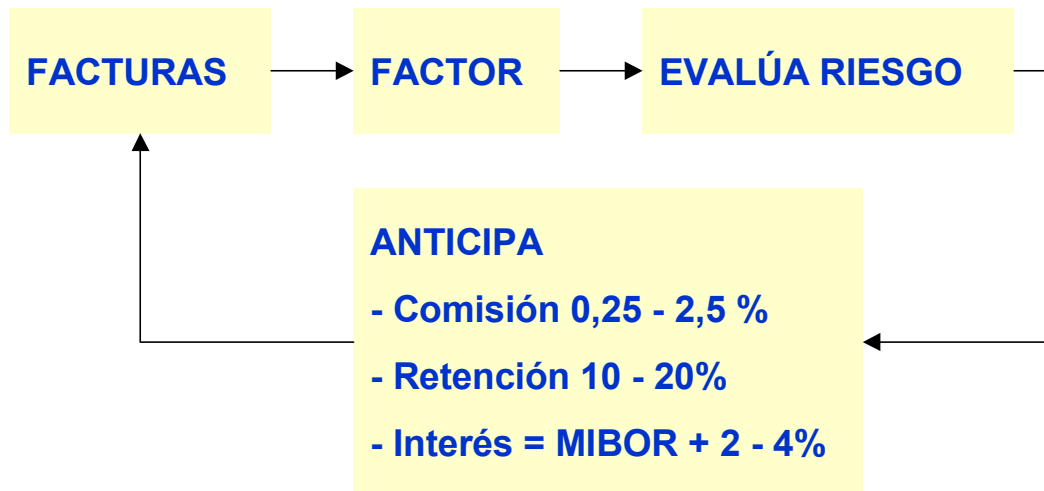 FACTURAS
FACTOR
EVALÚA RIESGO
ANTICIPA
- Comisión 0,25 - 2,5 %
- Retención 10 - 20%
- Interés = MIBOR + 2 - 4%